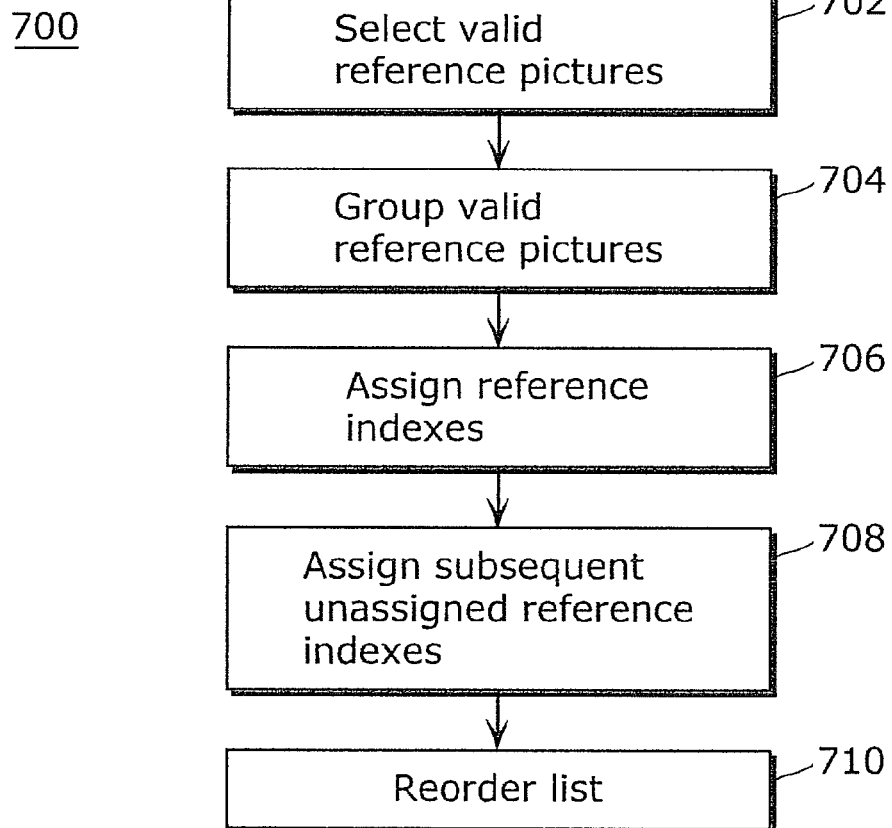 700
702
Select valid
reference pictures
704
Group valid
reference pictures
706
Assign reference
indexes
708
Assign subsequent
unassigned reference
indexes
710
Reorder list